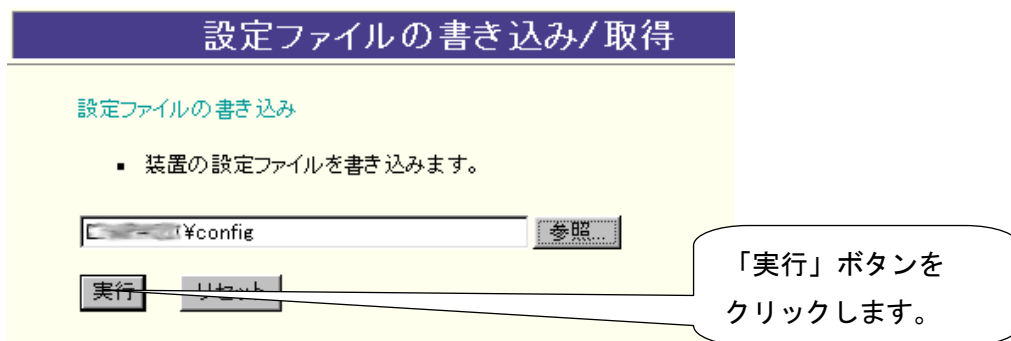 設定ファイルの書き込み/取得
設定ファイルの書き込み
▪ 装置の設定ファイルを書き込みます。
¥config
参照...
「実行」ボタンを
クリックします。
実行
リセット